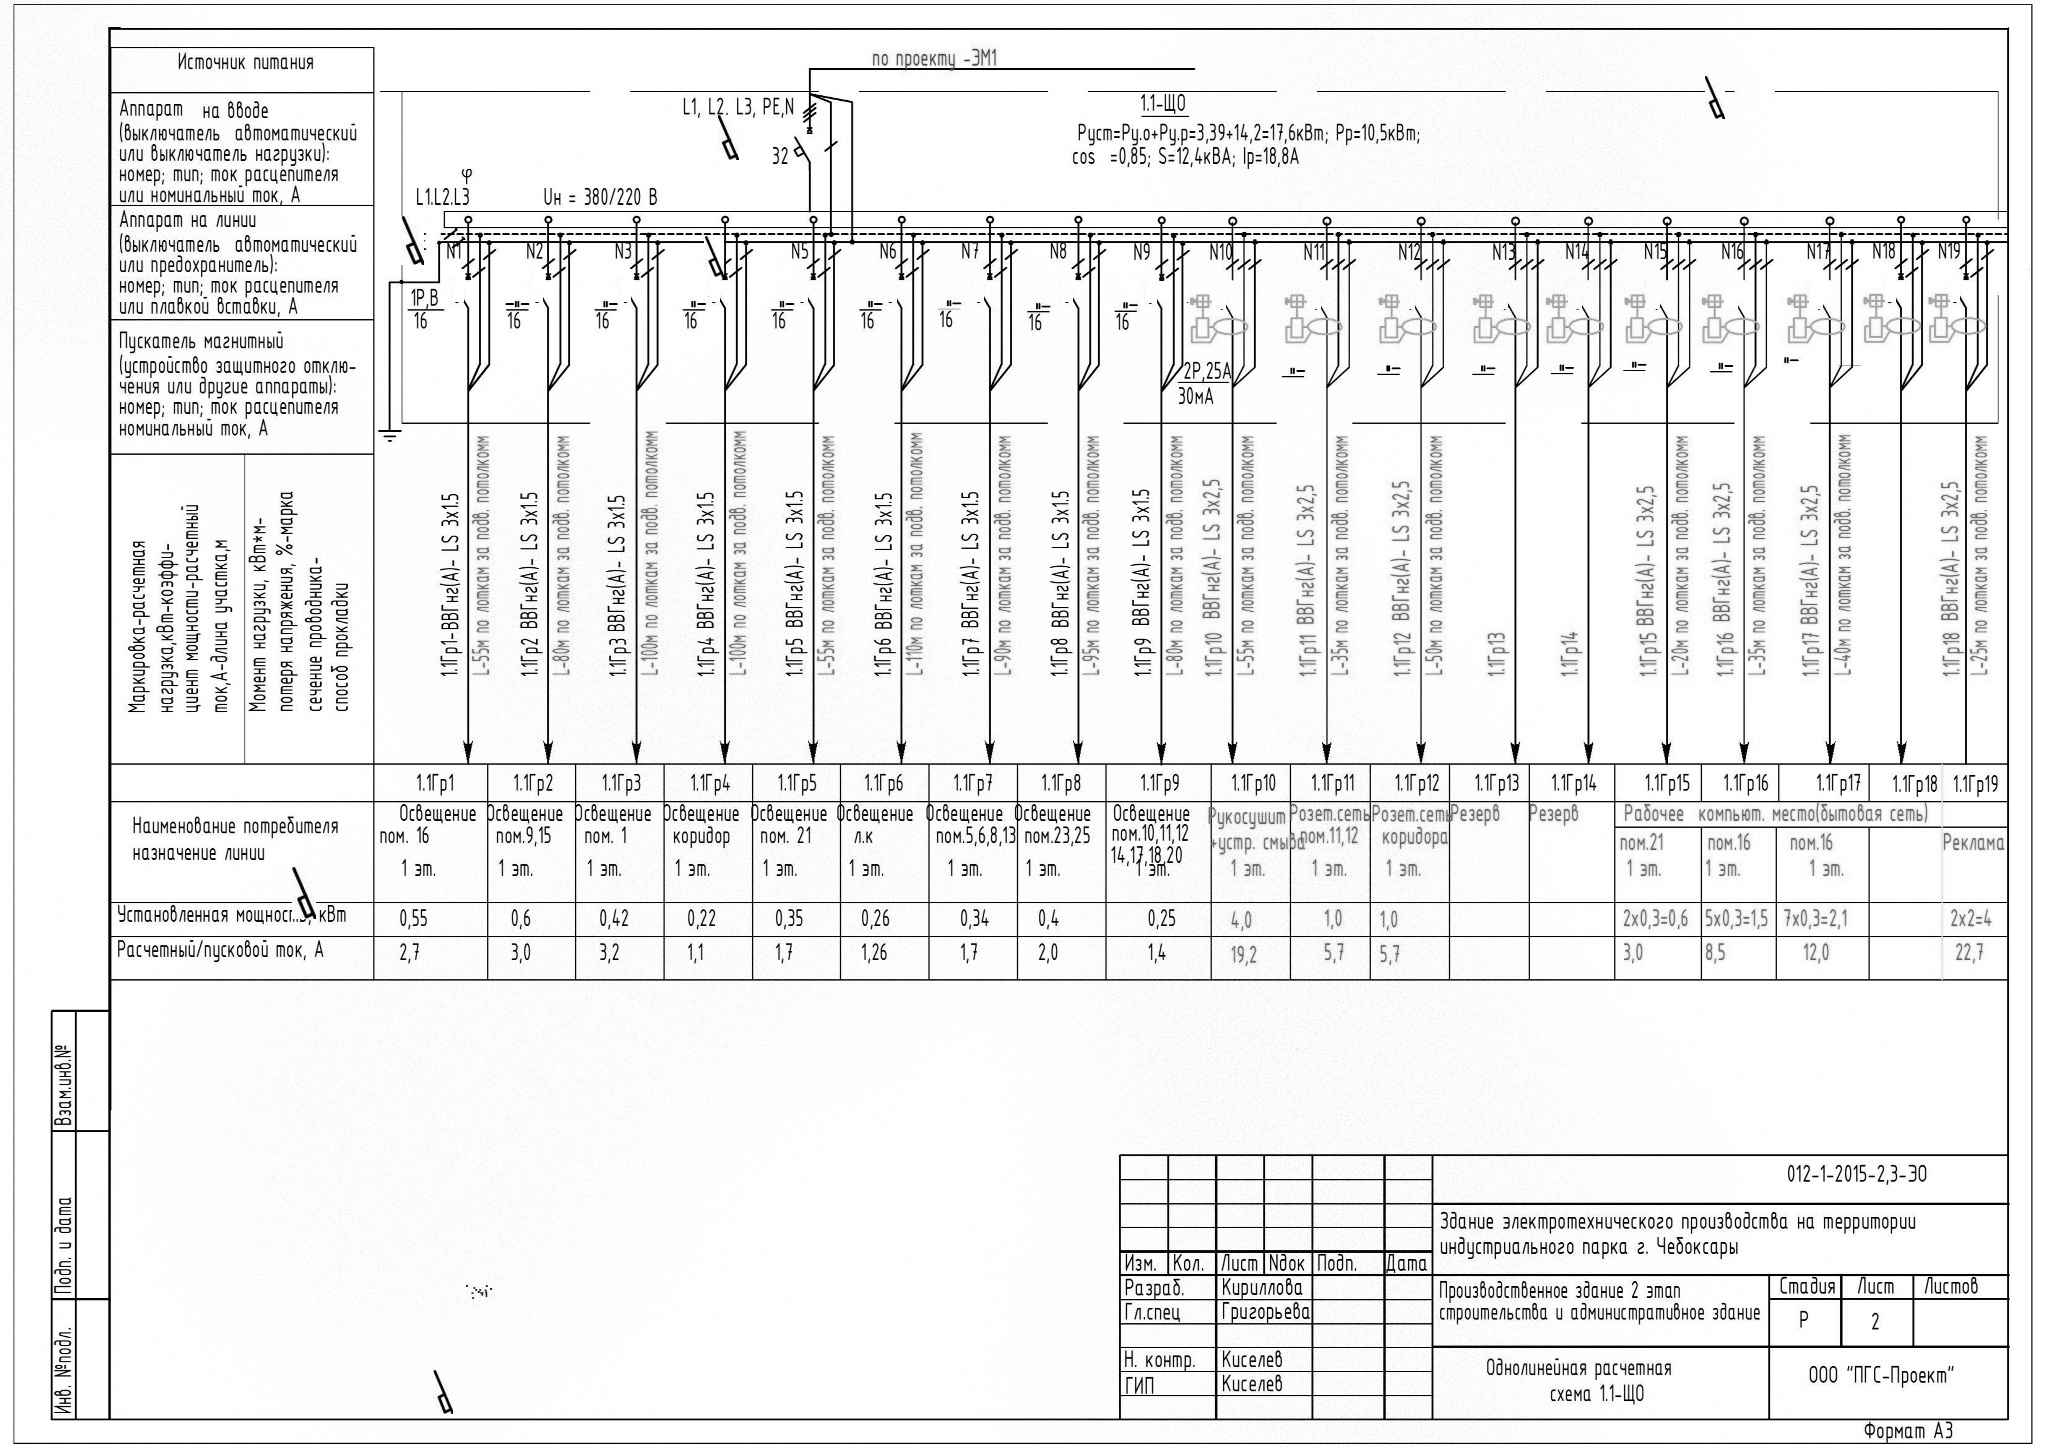 Источник питания
Аппарат на вводе
(выключатель автоматический
или выключатель нагрузки):
номер; тип; ток расцепителя
или номинальный ток, А
Аппарат на линии
(выключатель автоматический
или предохранитель):
номер; тип; ток расцепителя
или плавкой вставки, А
Пускатель магнитный
(устройство защитного отклю-
чения или другие аппараты):
номер; тип; ток расцепителя
номинальный ток, А
Маркировка-расчетная
нагрузка,кВт-коэффи-
циент мощности-расчетный
ток,А-длина участка,м
Момент нагрузки, кВт*м-
потеря напряжения, %-марка
сечение проводника-
способ прокладки
по проекту -ЭМ1
L1, L2. L3, PE,N
32
1.1-ЩО
Руст=Ру.о+Ру.р=3,39+14,2=17,6кВт; Рр=10,5кВт;
cos =0,85; S=12,4кВА; Iр=18,8А
φ
L1.L2.L3
Uн = 380/220 В
N1 N2 N3 N5 N6 N7 N8 N9 N10 N11 N12 N13 N14 N15 N16 N17 N18 N19
1Р,В
16
-"-
16
-"-
16
-"-
16
-"-
16
-"-
16
-"-
16
-"-
16
-"-
16
2Р,25А
30мА
"- "- "- "- "- "- "-
1.1Гр1-ВВГнг(А)- LS 3х1.5
L-55м по лоткам за подв. потолкомм
1.1Гр2 ВВГнг(А)- LS 3х1.5
L-80м по лоткам за подв. потолкомм
1.1Гр3 ВВГнг(А)- LS 3х1.5
L-100м по лоткам за подв. потолкомм
1.1Гр4 ВВГнг(А)- LS 3х1.5
L-100м по лоткам за подв. потолкомм
1.1Гр5 ВВГнг(А)- LS 3х1.5
L-55м по лоткам за подв. потолкомм
1.1Гр6 ВВГнг(А)- LS 3х1.5
L-110м по лоткам за подв. потолкомм
1.1Гр7 ВВГнг(А)- LS 3х1.5
L-90м по лоткам за подв. потолкомм
1.1Гр8 ВВГнг(А)- LS 3х1.5
L-95м по лоткам за подв. потолкомм
1.1Гр9 ВВГнг(А)- LS 3х1.5
L-80м по лоткам за подв. потолкомм
1.1Гр10 ВВГнг(А)- LS 3х2,5
L-55м по лоткам за подв. потолкомм
1.1Гр11 ВВГнг(А)- LS 3х2,5
L-35м по лоткам за подв. потолкомм
1.1Гр12 ВВГнг(А)- LS 3х2,5
L-50м по лоткам за подв. потолкомм
1.1Гр13
1.1Гр14
1.1Гр15 ВВГнг(А)- LS 3х2,5
L-20м по лоткам за подв. потолкомм
1.1Гр16 ВВГнг(А)- LS 3х2,5
L-35м по лоткам за подв. потолкомм
1.1Гр17 ВВГнг(А)- LS 3х2,5
L-40м по лоткам за подв. потолкомм
1.1Гр18 ВВГнг(А)- LS 3х2,5
L-25м по лоткам за подв. потолкомм
1.1Гр1 1.1Гр2 1.1Гр3 1.1Гр4 1.1Гр5 1.1Гр6 1.1Гр7 1.1Гр8 1.1Гр9 1.1Гр10 1.1Гр11 1.1Гр12 1.1Гр13 1.1Гр14 1.1Гр15 1.1Гр16 1.1Гр17 1.1Гр18 1.1Гр19
Наименование потребителя
назначение линии
Освещение
пом. 16
1 эт.
Освещение
пом.9,15
1 эт.
Освещение
пом. 1
1 эт.
Освещение
коридор
1 эт.
Освещение
пом. 21
1 эт.
Освещение
л.к
1 эт.
Освещение
пом.5,6,8,13
1 эт.
Освещение
пом.23,25
1 эт.
Освещение
пом.10,11,12
14,17,18,20
1 эт.
Рукосушит
+устр. смыва
1 эт.
Розет.сеть
пом.11,12
1 эт.
Розет.сеть
коридора
1 эт.
Резерв
Резерв
Рабочее компьют. место(бытовая сеть)
пом.21
1 эт.
пом.16
1 эт.
пом.16
1 эт.
Реклама
Установленная мощность, кВт 0,55 0,6 0,42 0,22 0,35 0,26 0,34 0,4 0,25 4,0 1,0 1,0 2х0,3=0,6 5х0,3=1,5 7х0,3=2,1 2х2=4
Расчетный/пусковой ток, А 2,7 3,0 3,2 1,1 1,7 1,26 1,7 2,0 1,4 19,2 5,7 5,7 3,0 8,5 12,0 22,7
Взам.инв.№
Подп. и дата
Инв. №подл.
012-1-2015-2,3-ЭО
Здание электротехнического производства на территории
индустриального парка г. Чебоксары
Изм. Кол. Лист Nдок Подп. Дата
Разраб. Кириллова
Гл.спец Григорьева
Н. контр. Киселев
ГИП Киселев
Производственное здание 2 этап
строительства и административное здание
Стадия Лист Листов
Р 2
Однолинейная расчетная
схема 1.1-ЩО
ООО "ПГС-Проект"
Формат А3